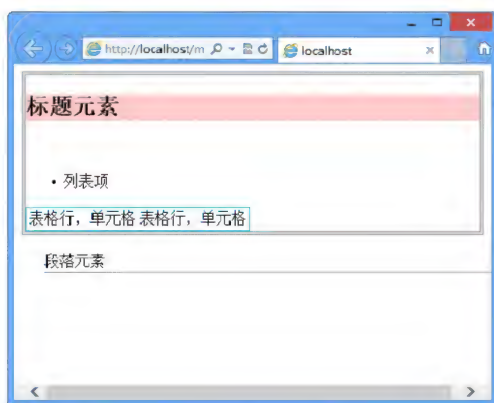 http://localhost/m
localhost
标题元素
• 列表项
表格行，单元格 表格行，单元格
段落元素